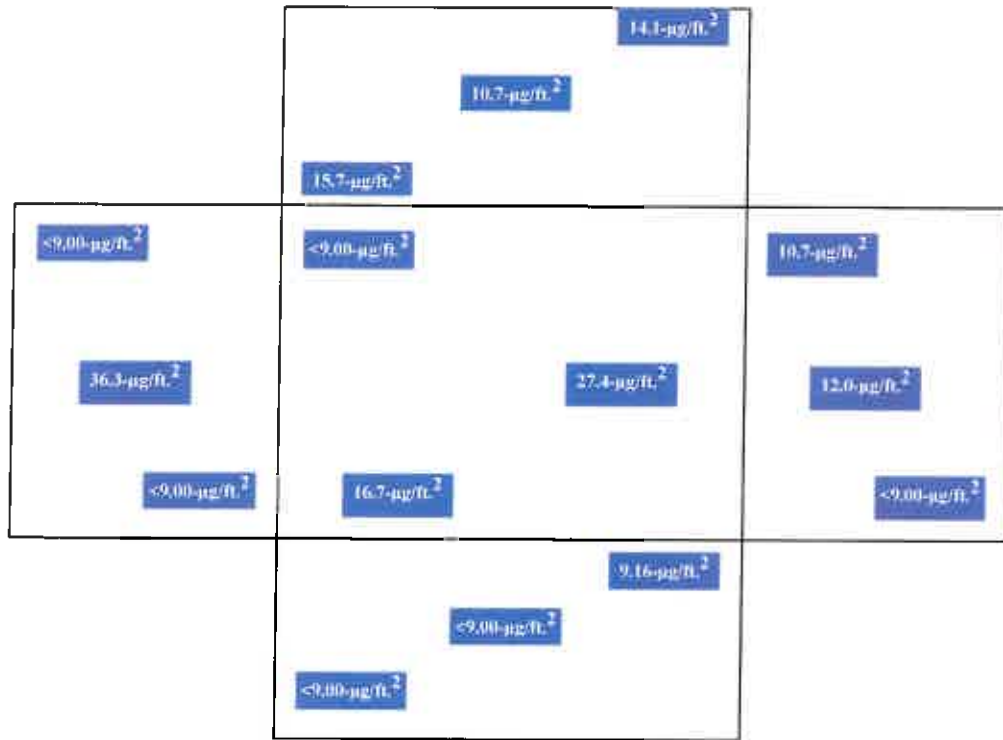 14.1-µg/ft.²
10.7-µg/ft.²
15.7-µg/ft.²
<9.00-µg/ft.²
<9.00-µg/ft.²
10.7-µg/ft.²
36.3-µg/ft.²
27.4-µg/ft.²
12.0-µg/ft.²
<9.00-µg/ft.²
16.7-µg/ft.²
<9.00-µg/ft.²
9.16-µg/ft.²
<9.00-µg/ft.²
<9.00-µg/ft.²